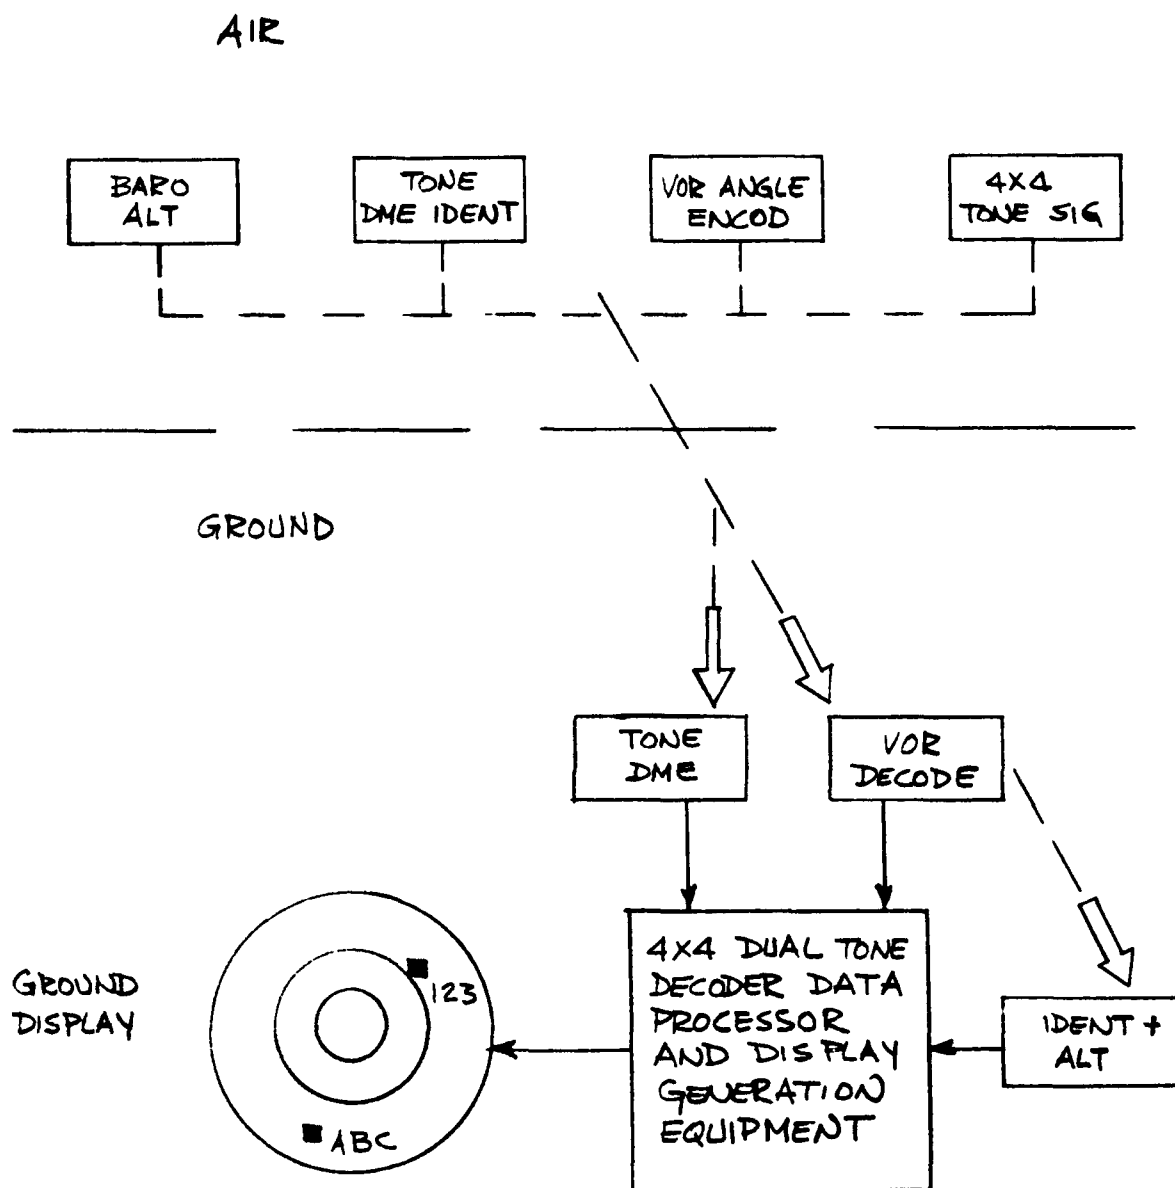 AIR
BARO
ALT
TONE
DME IDENT
VOR ANGLE
ENCOD
4X4
TONE SIG
GROUND
TONE
DME
VOR
DECODE
GROUND
DISPLAY
123
ABC
4X4 DUAL TONE
DECODER DATA
PROCESSOR
AND DISPLAY
GENERATION
EQUIPMENT
IDENT +
ALT